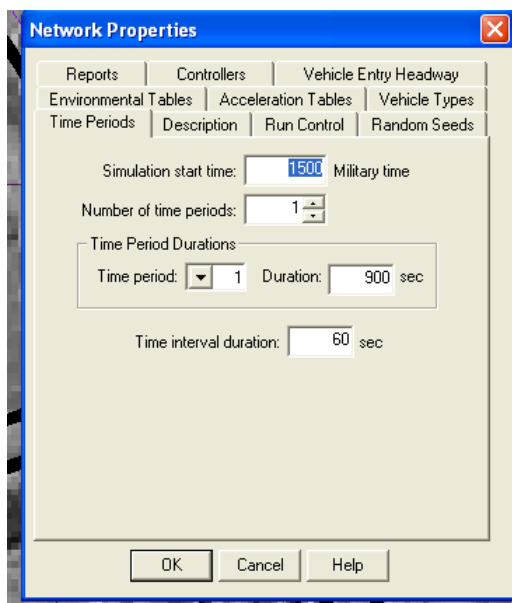 Network Properties
Reports Controllers Vehicle Entry Headway
Environmental Tables Acceleration Tables Vehicle Types
Time Periods Description Run Control Random Seeds
Simulation start time: 1500 Military time
Number of time periods: 1
Time Period Durations
Time period: 1 Duration: 900 sec
Time interval duration: 60 sec
OK Cancel Help